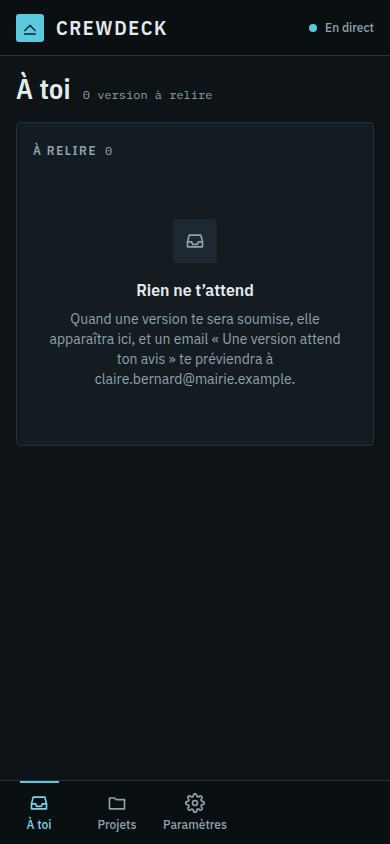 CREWDECK
En direct
À toi
0 version à relire
À RELIRE 0
Rien ne t’attend
Quand une version te sera soumise, elle
apparaîtra ici, et un email « Une version attend
ton avis » te préviendra à
claire.bernard@mairie.example.
À toi
Projets
Paramètres